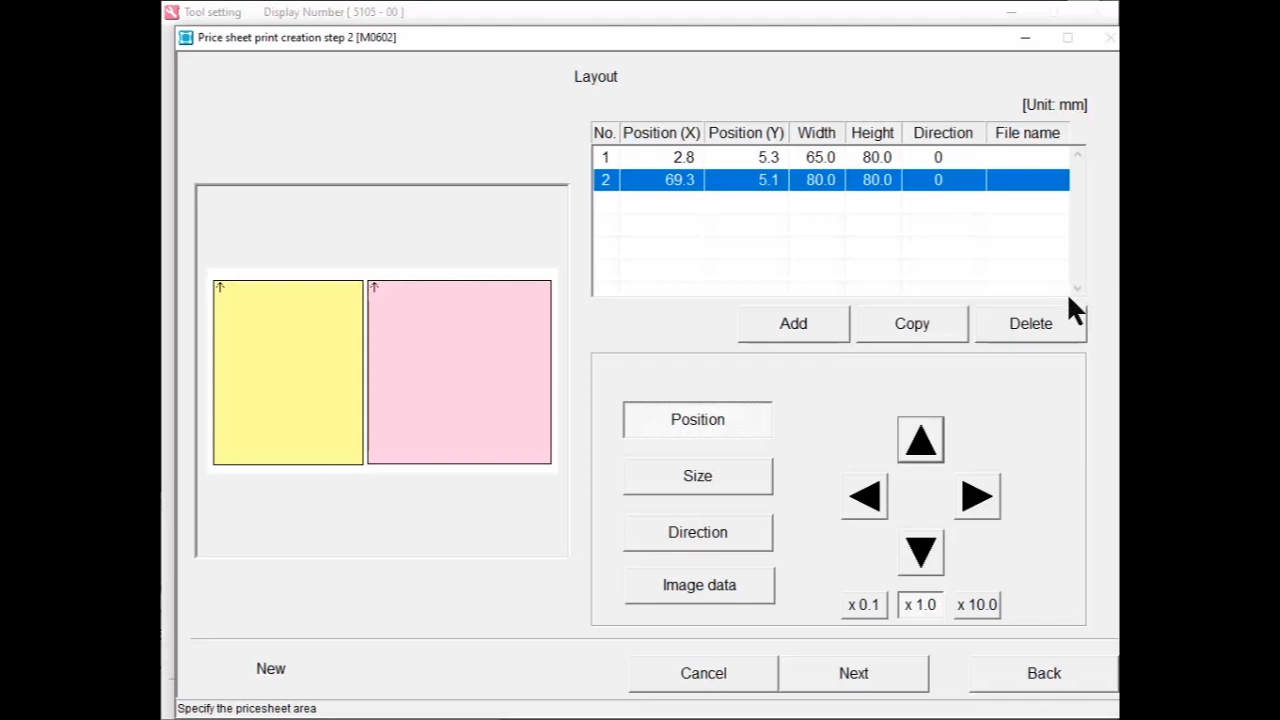 Tool setting Display Number [ 5105 - 00 ]
Price sheet print creation step 2 [M0602]
Layout
[Unit: mm]
No. Position (X) Position (Y) Width Height Direction File name
1 2.8 5.3 65.0 80.0 0
2 69.3 5.1 80.0 80.0 0
Add Copy Delete
Position
Size
Direction
Image data
x 0.1 x 1.0 x 10.0
New Cancel Next Back
Specify the pricesheet area